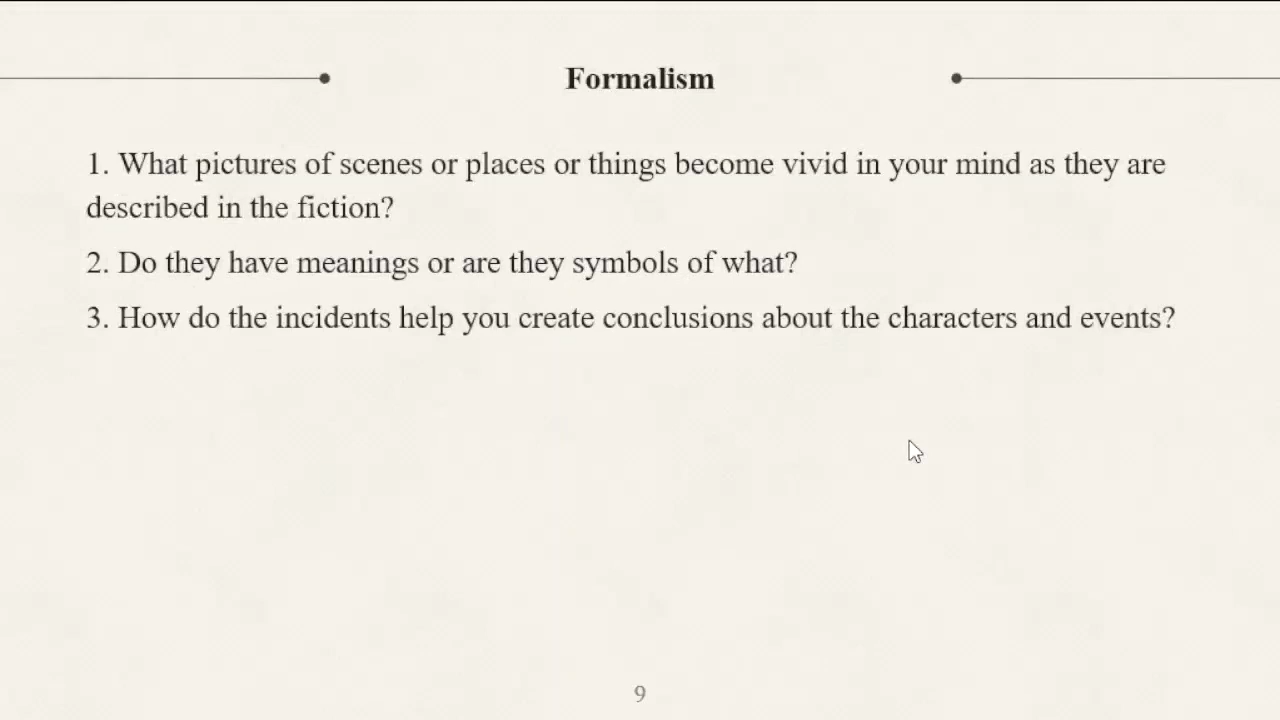 Formalism
1. What pictures of scenes or places or things become vivid in your mind as they are
described in the fiction?
2. Do they have meanings or are they symbols of what?
3. How do the incidents help you create conclusions about the characters and events?
9